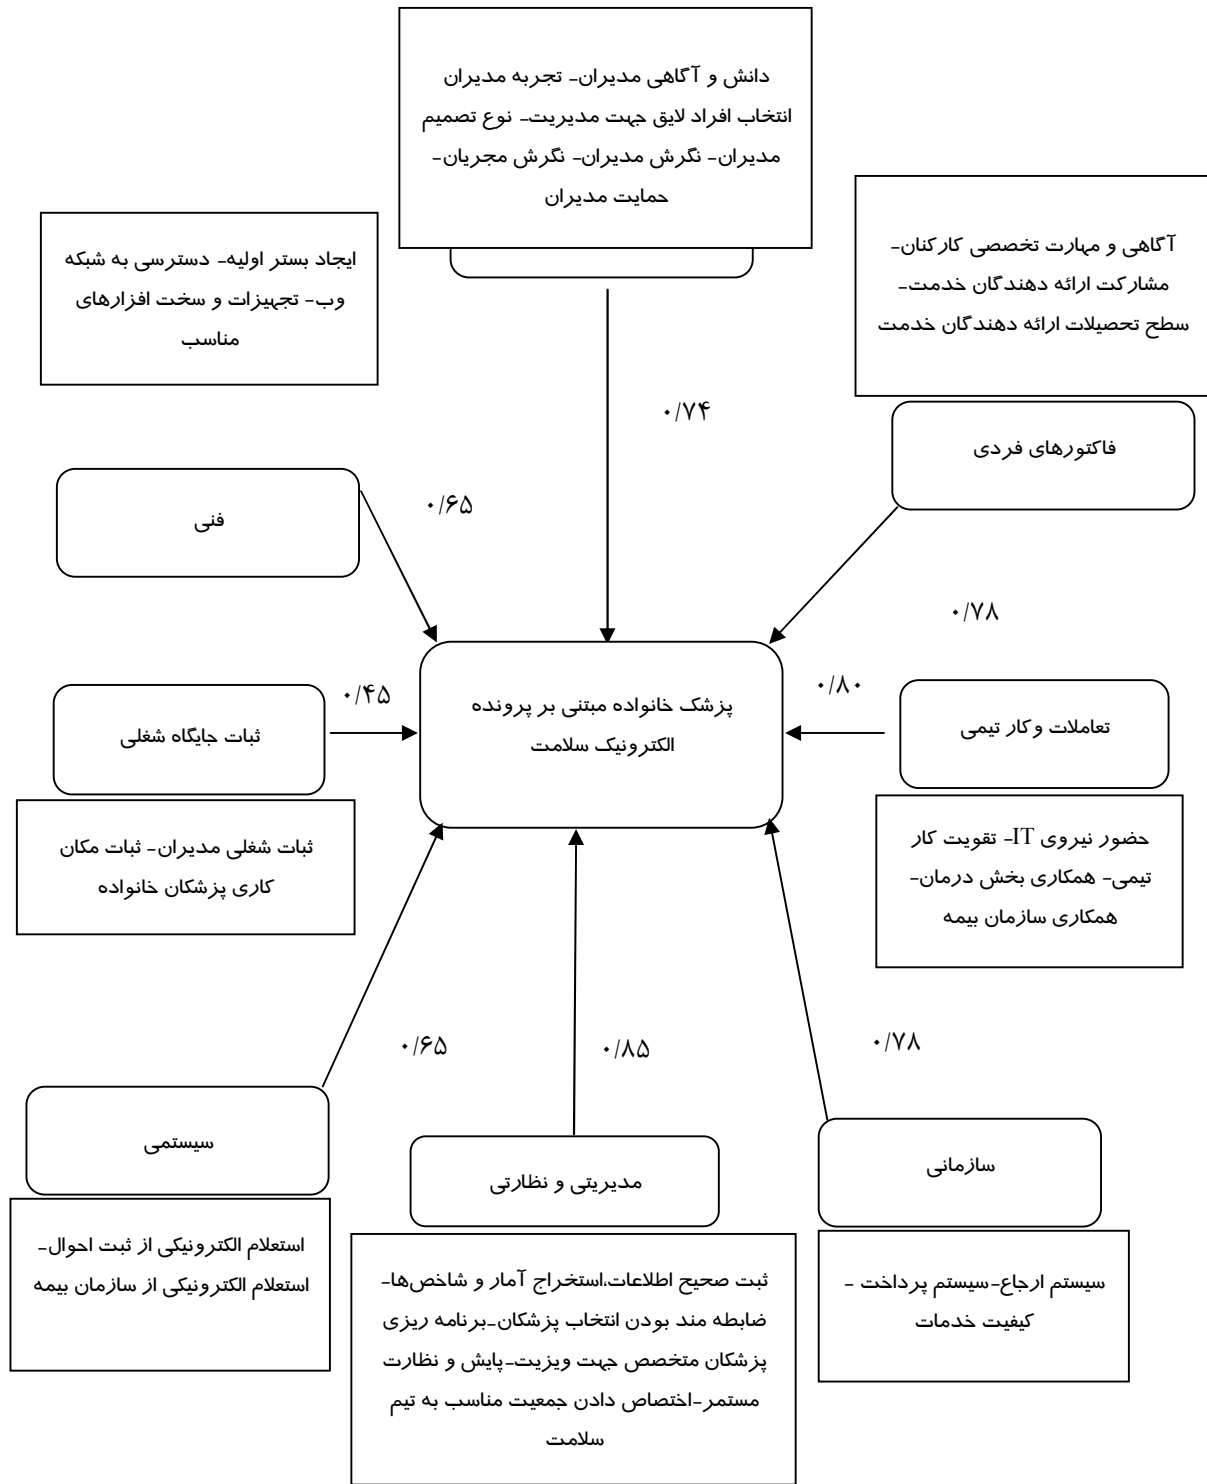 دانش و آگاهی مدیران- تجربه مدیران
انتخاب افراد لایق جهت مدیریت- نوع تصمیم
مدیران- نگرش مدیران- نگرش مجریان-
حمایت مدیران
آگاهی و مهارت تخصصی کارکنان-
مشارکت ارائه دهندگان خدمت-
سطح تحصیلات ارائه دهندگان خدمت
ایجاد بستر اولیه- دسترسی به شبکه
وب- تجهیزات و سخت افزارهای
مناسب
۰/۷۴
فاکتورهای فردی
۰/۶۵
فنی
۰/۷۸
پزشک خانواده مبتنی بر پرونده
الکترونیک سلامت
۰/۸۰
تعاملات و کار تیمی
۰/۴۵
ثبات جایگاه شغلی
حضور نیروی IT- تقویت کار
تیمی- همکاری بخش درمان-
همکاری سازمان بیمه
ثبات شغلی مدیران- ثبات مکان
کاری پزشکان خانواده
۰/۷۸
۰/۸۵
۰/۶۵
سازمانی
مدیریتی و نظارتی
سیستمی
سیستم ارجاع-سیستم پرداخت -
کیفیت خدمات
ثبت صحیح اطلاعات،استخراج آمار و شاخص‌ها-
ضابطه مند بودن انتخاب پزشکان-برنامه ریزی
پزشکان متخصص جهت ویزیت-پایش و نظارت
مستمر-اختصاص دادن جمعیت مناسب به تیم
سلامت
استعلام الکترونیکی از ثبت احوال-
استعلام الکترونیکی از سازمان بیمه